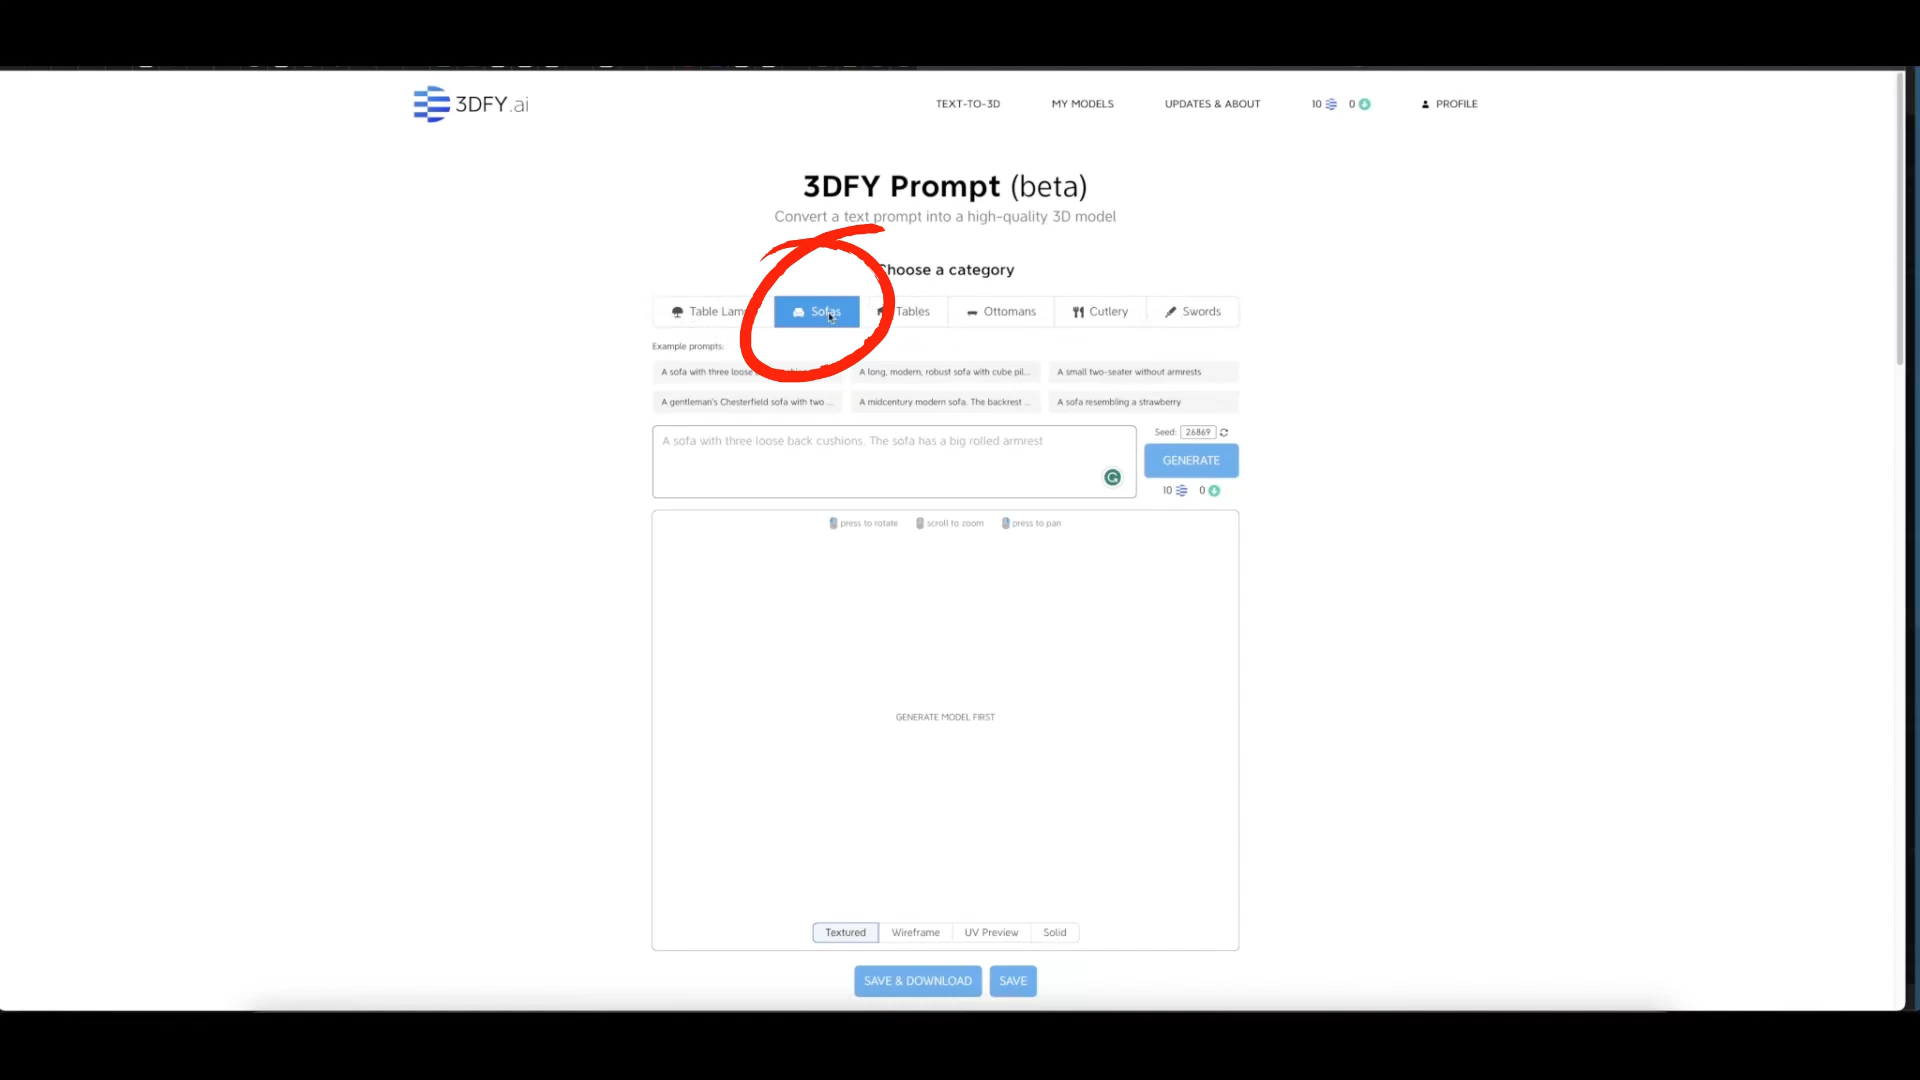 3DFY.ai
TEXT-TO-3D
MY MODELS
UPDATES & ABOUT
10
0
PROFILE
3DFY Prompt (beta)
Convert a text prompt into a high-quality 3D model
Choose a category
Table Lam
Sofas
Tables
Ottomans
Cutlery
Swords
Example prompts:
A sofa with three loose
A long, modern, robust sofa with cube pil...
A small two-seater without armrests
A gentleman's Chesterfield sofa with two ...
A midcentury modern sofa. The backrest ...
A sofa resembling a strawberry
A sofa with three loose back cushions. The sofa has a big rolled armrest
Seed: 26869
GENERATE
10
0
press to rotate
scroll to zoom
press to pan
GENERATE MODEL FIRST
Textured
Wireframe
UV Preview
Solid
SAVE & DOWNLOAD
SAVE